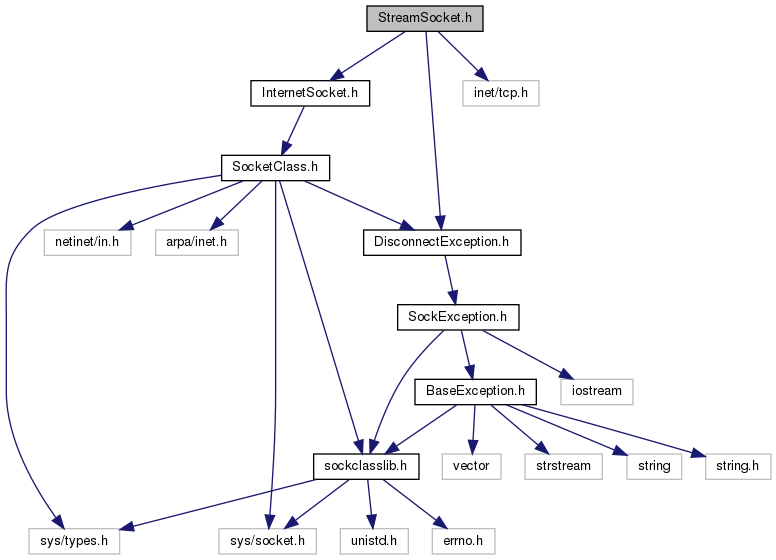 StreamSocket.h
InternetSocket.h
inet/tcp.h
SocketClass.h
netinet/in.h
arpa/inet.h
DisconnectException.h
SockException.h
BaseException.h
iostream
sockclasslib.h
vector
strstream
string
string.h
sys/types.h
sys/socket.h
unistd.h
errno.h